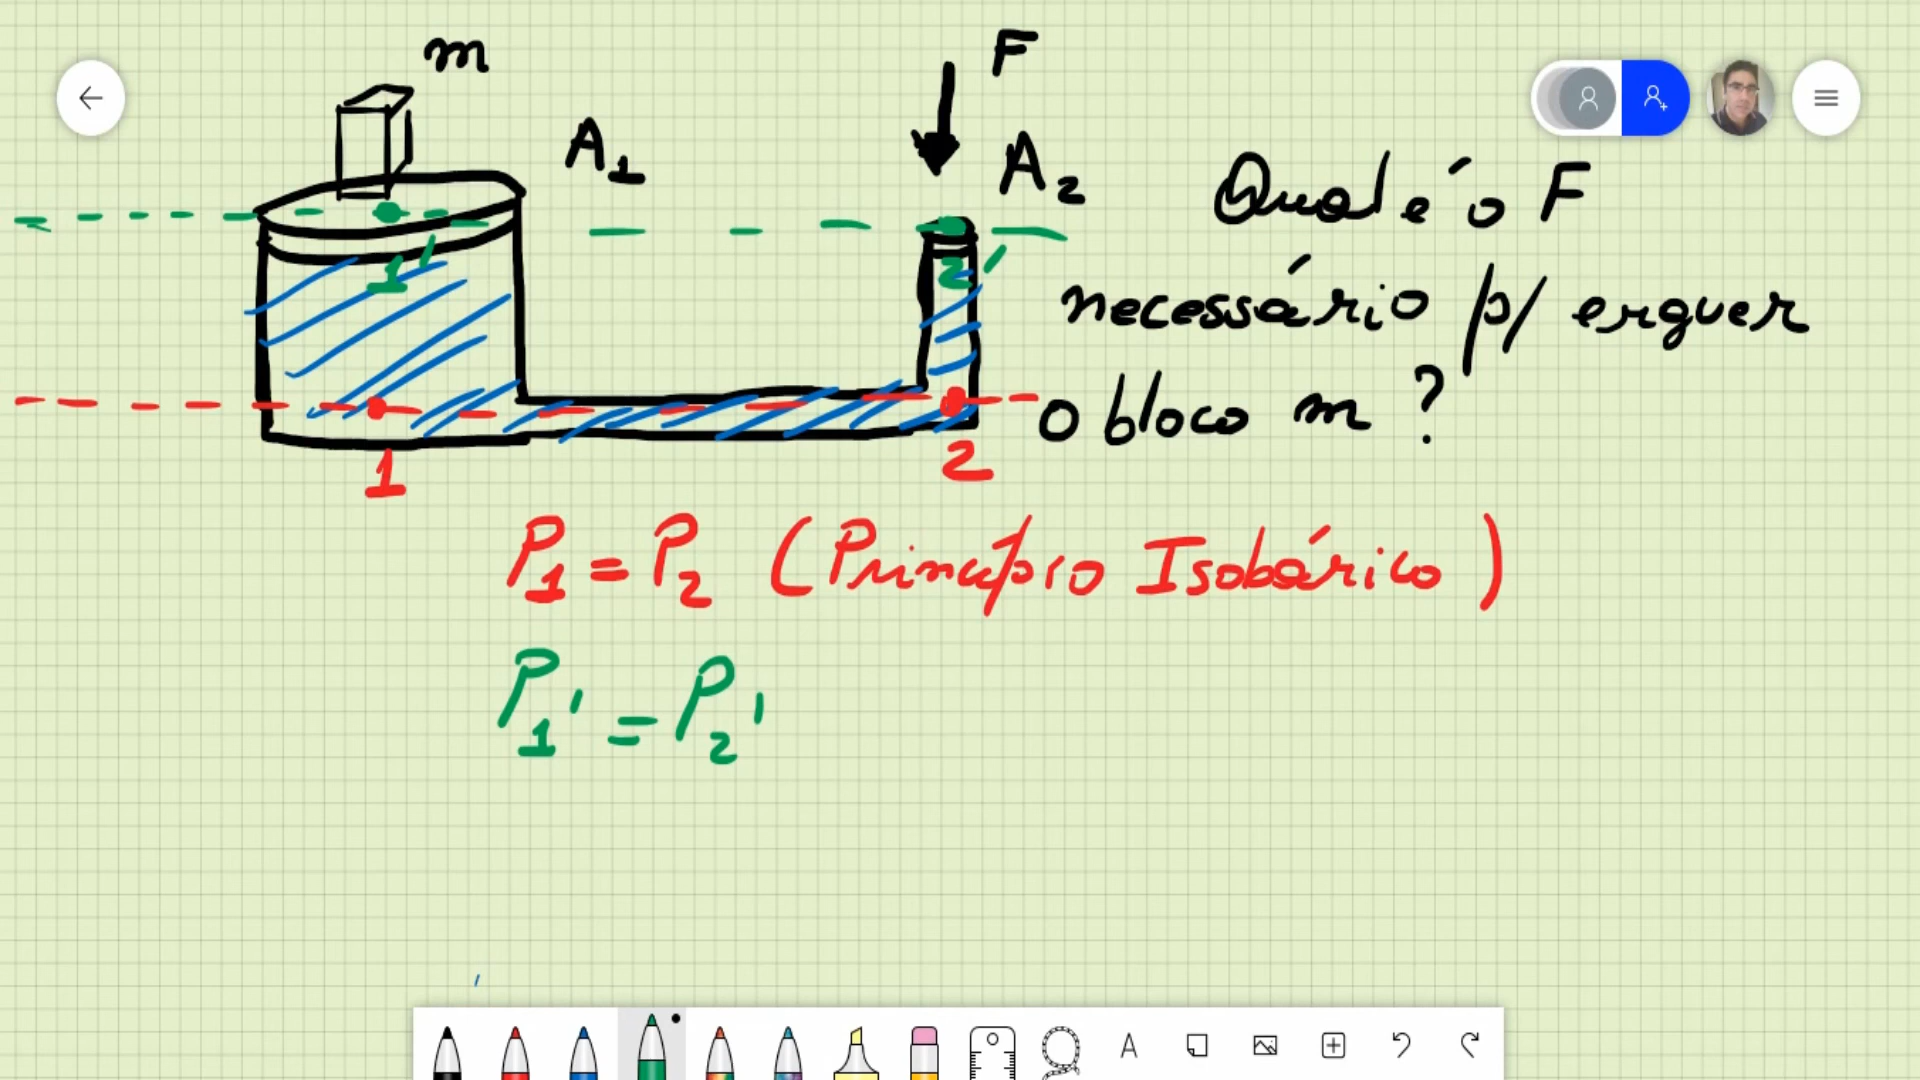 m
F
A₁
A₂
1'
2'
1
2
Qual é o F
necessário p/ erguer
o bloco m?
P₁ = P₂ (Princípio Isobárico)
P₁' = P₂'
A